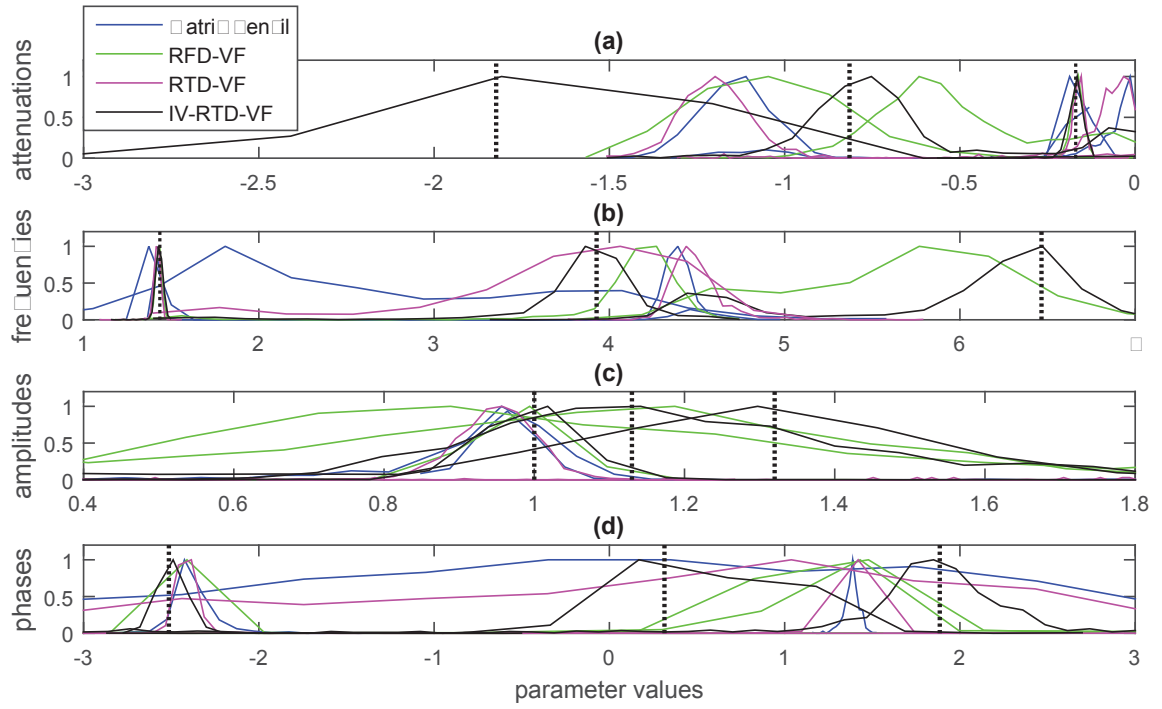 RFD-VF
RTD-VF
IV-RTD-VF
(a)
attenuations
1
0.5
0
-3 -2.5 -2 -1.5 -1 -0.5 0
(b)
1
0.5
0
1 2 3 4 5 6
(c)
amplitudes
1
0.5
0
0.4 0.6 0.8 1 1.2 1.4 1.6 1.8
(d)
phases
1
0.5
0
-3 -2 -1 0 1 2 3
parameter values